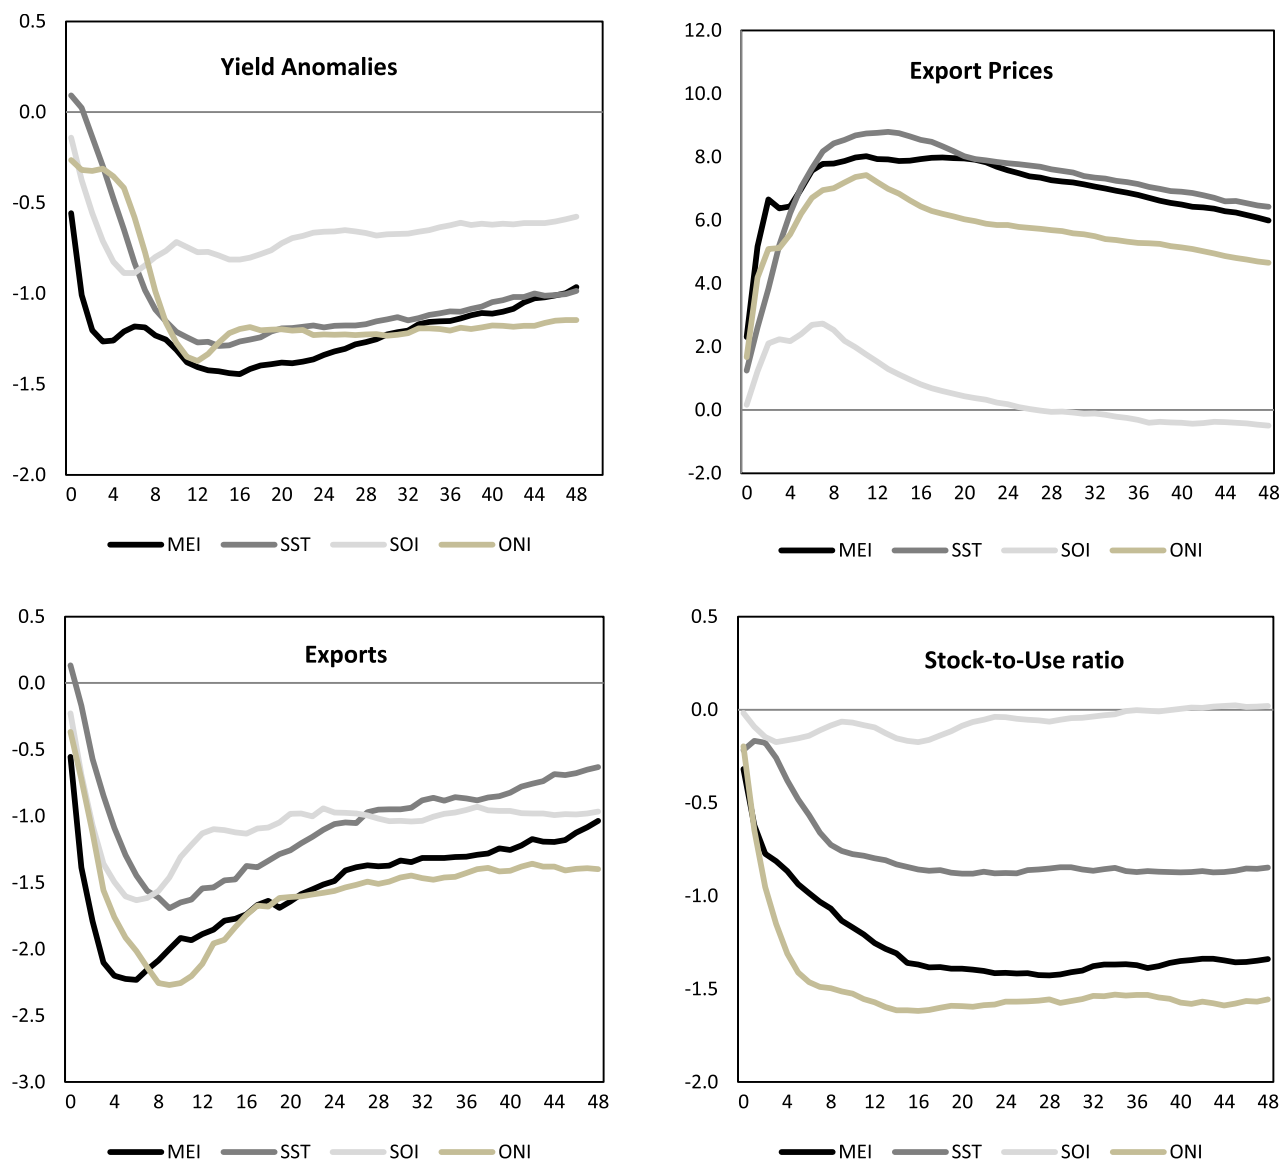 Yield Anomalies
0.5
0.0
-0.5
-1.0
-1.5
-2.0
0 4 8 12 16 20 24 28 32 36 40 44 48
MEI SST SOI ONI
Export Prices
12.0
10.0
8.0
6.0
4.0
2.0
0.0
-2.0
0 4 8 12 16 20 24 28 32 36 40 44 48
MEI SST SOI ONI
Exports
0.5
0.0
-0.5
-1.0
-1.5
-2.0
-2.5
-3.0
0 4 8 12 16 20 24 28 32 36 40 44 48
MEI SST SOI ONI
Stock-to-Use ratio
0.5
0.0
-0.5
-1.0
-1.5
-2.0
0 4 8 12 16 20 24 28 32 36 40 44 48
MEI SST SOI ONI